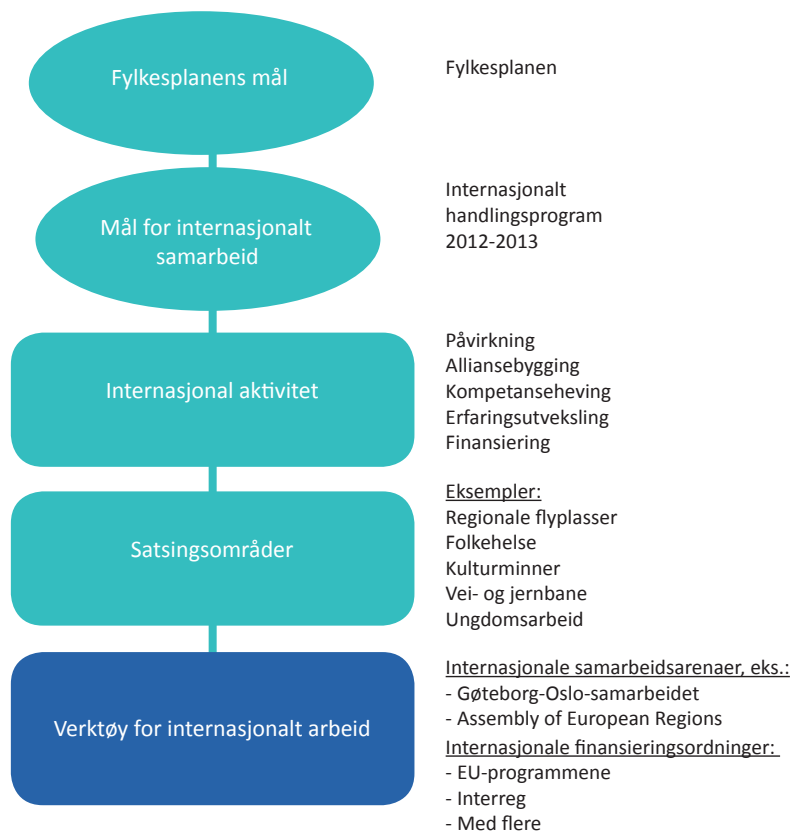 Fylkesplanens mål
Fylkesplanen
Mål for internasjonalt
samarbeid
Internasjonalt
handlingsprogram
2012-2013
Internasjonal aktivitet
Påvirkning
Alliansebygging
Kompetanseheving
Erfaringsutveksling
Finansiering
Satsingsområder
Eksempler:
Regionale flyplasser
Folkehelse
Kulturminner
Vei- og jernbane
Ungdomsarbeid
Verktøy for internasjonalt arbeid
Internasjonale samarbeidsarenaer, eks.:
- Gøteborg-Oslo-samarbeidet
- Assembly of European Regions
Internasjonale finansieringsordninger:
- EU-programmene
- Interreg
- Med flere